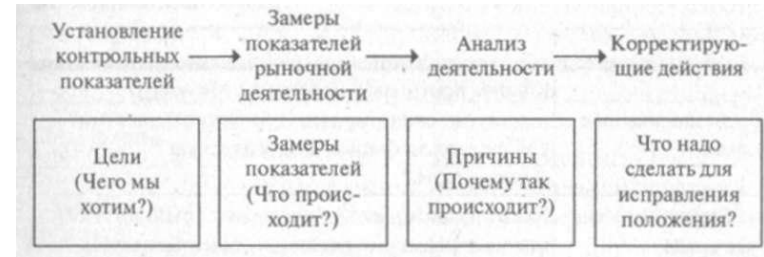 Установление
контрольных
показателей
Замеры
показателей
рыночной
деятельности
Анализ
деятельности
Корректирую-
щие действия
Цели
(Чего мы
хотим?)
Замеры
показателей
(Что проис-
ходит?)
Причины
(Почему так
происходит?)
Что надо
сделать для
исправления
положения?